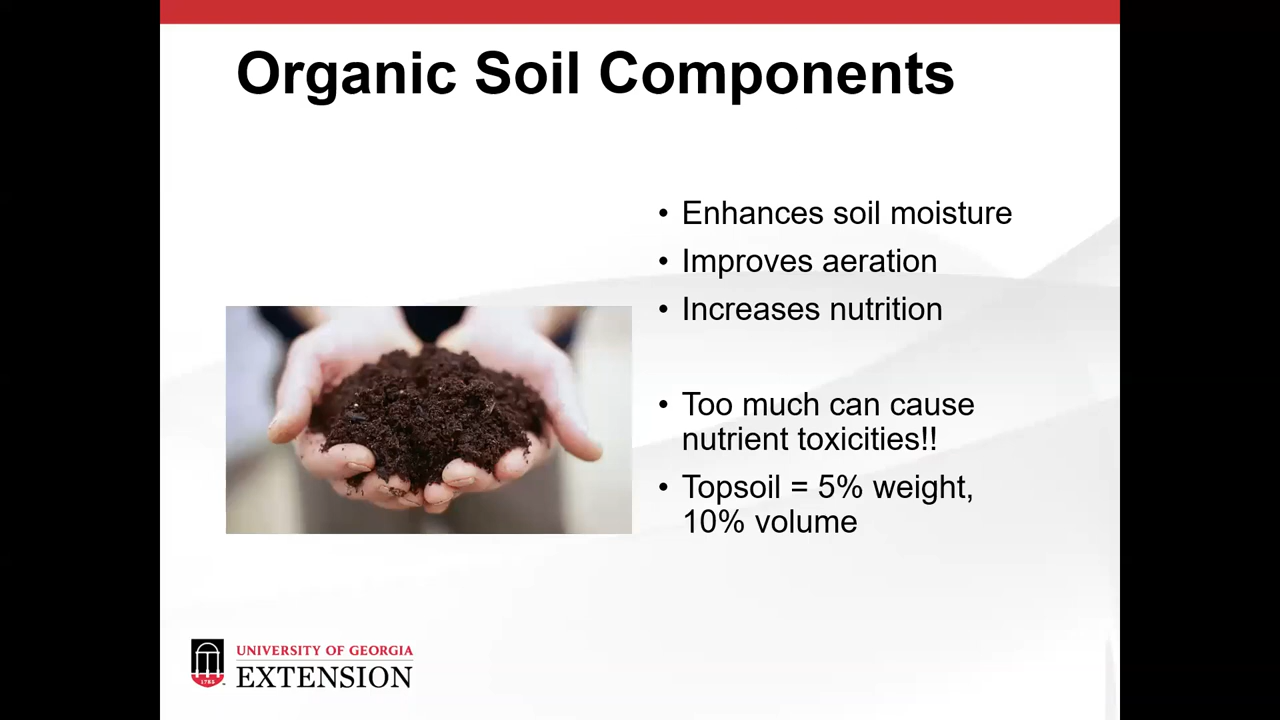 Organic Soil Components
• Enhances soil moisture
• Improves aeration
• Increases nutrition
• Too much can cause
nutrient toxicities!!
• Topsoil = 5% weight,
10% volume
1785
UNIVERSITY OF GEORGIA
EXTENSION